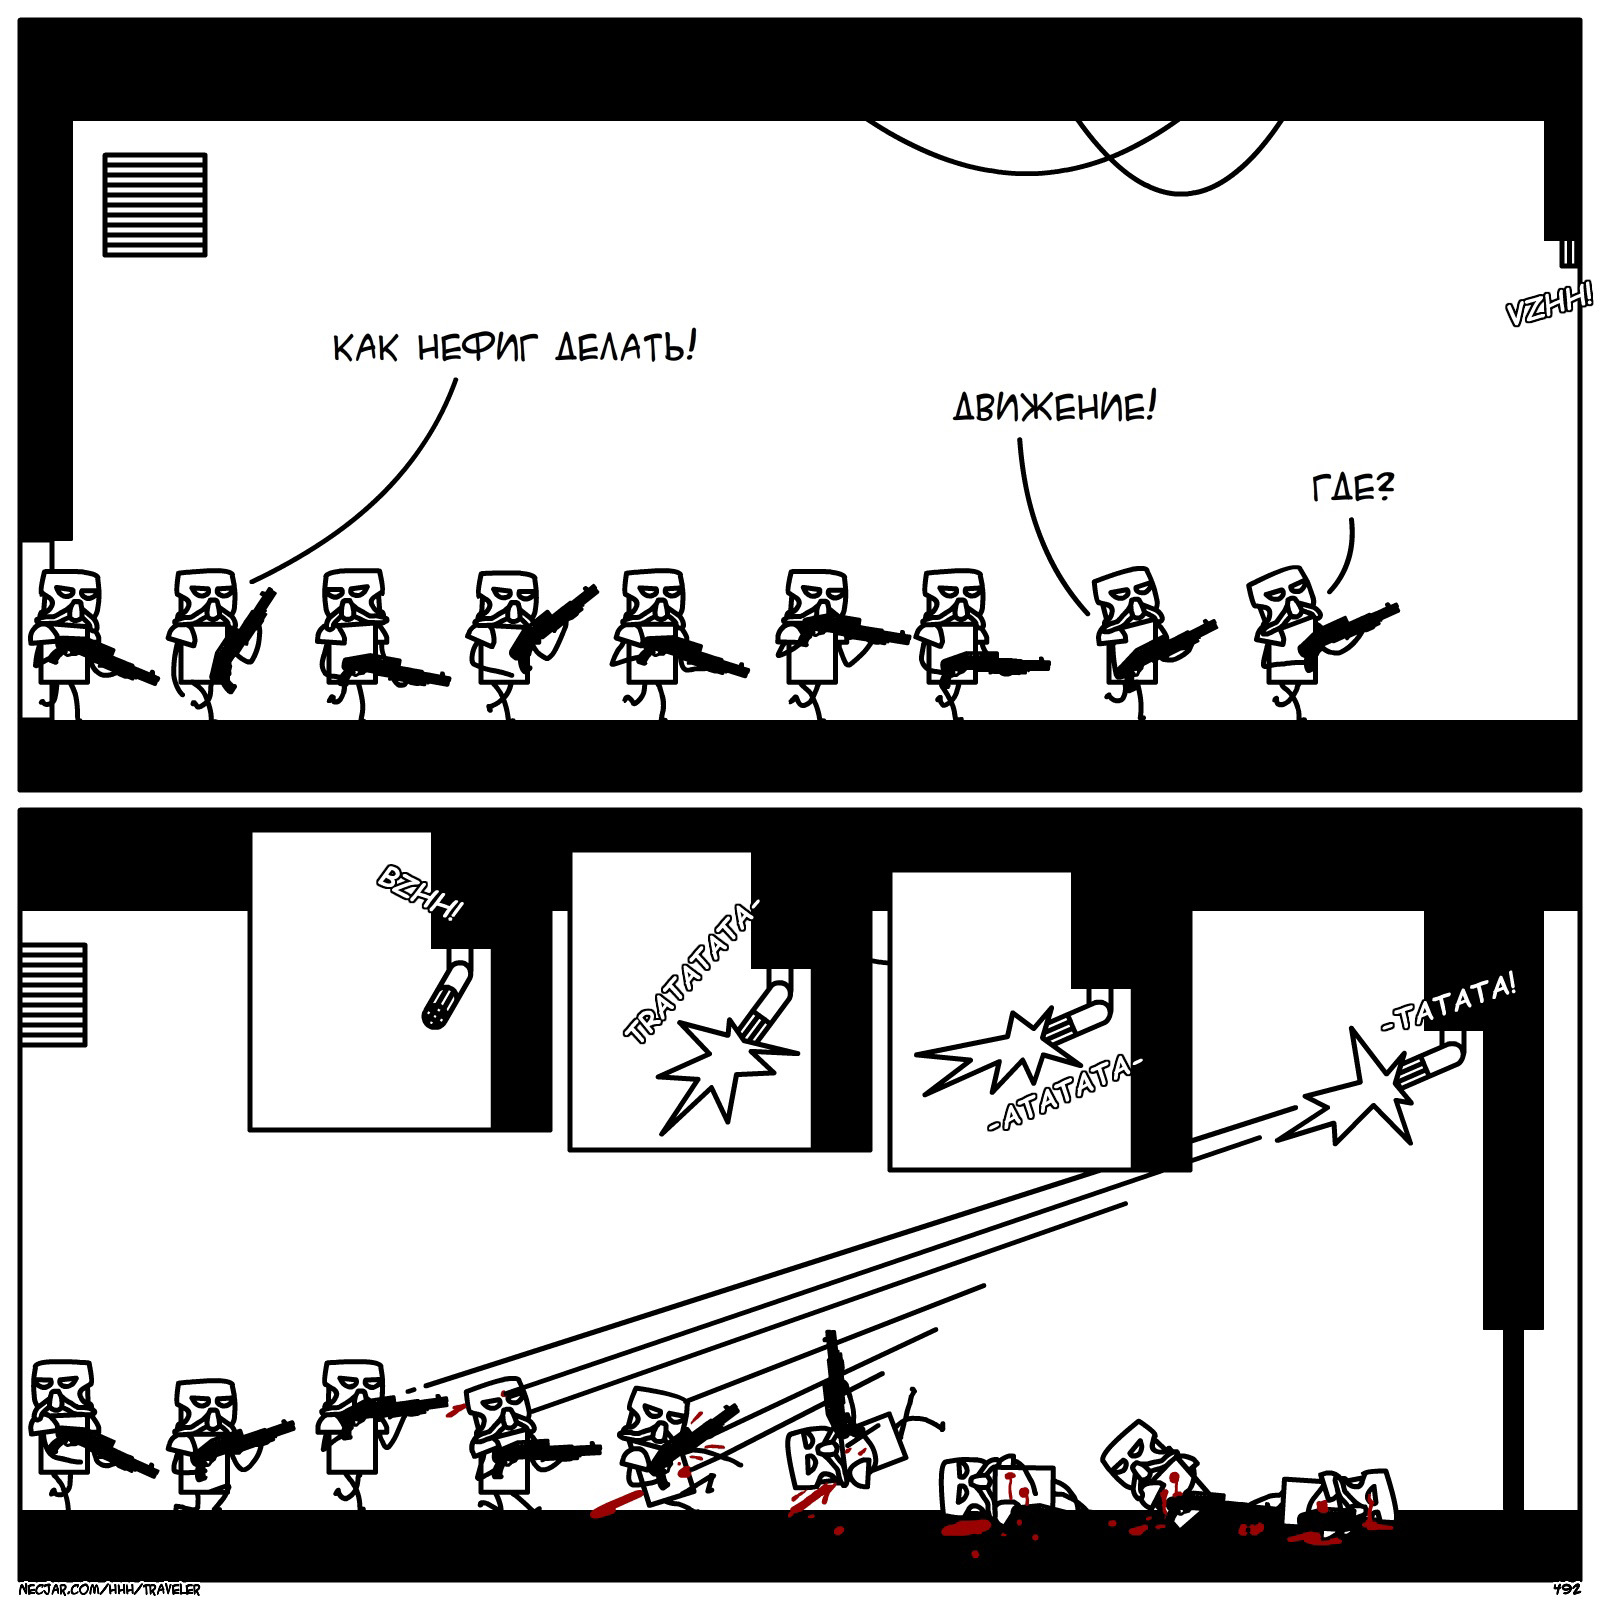 VZHH!
КАК НЕФИГ ДЕЛАТЬ!
ДВИЖЕНИЕ!
ГДЕ?
BZHH!
TRATATATA-
-ATATATA-
-TATATA!
NECJAR.COM/HHH/TRAVELER
492